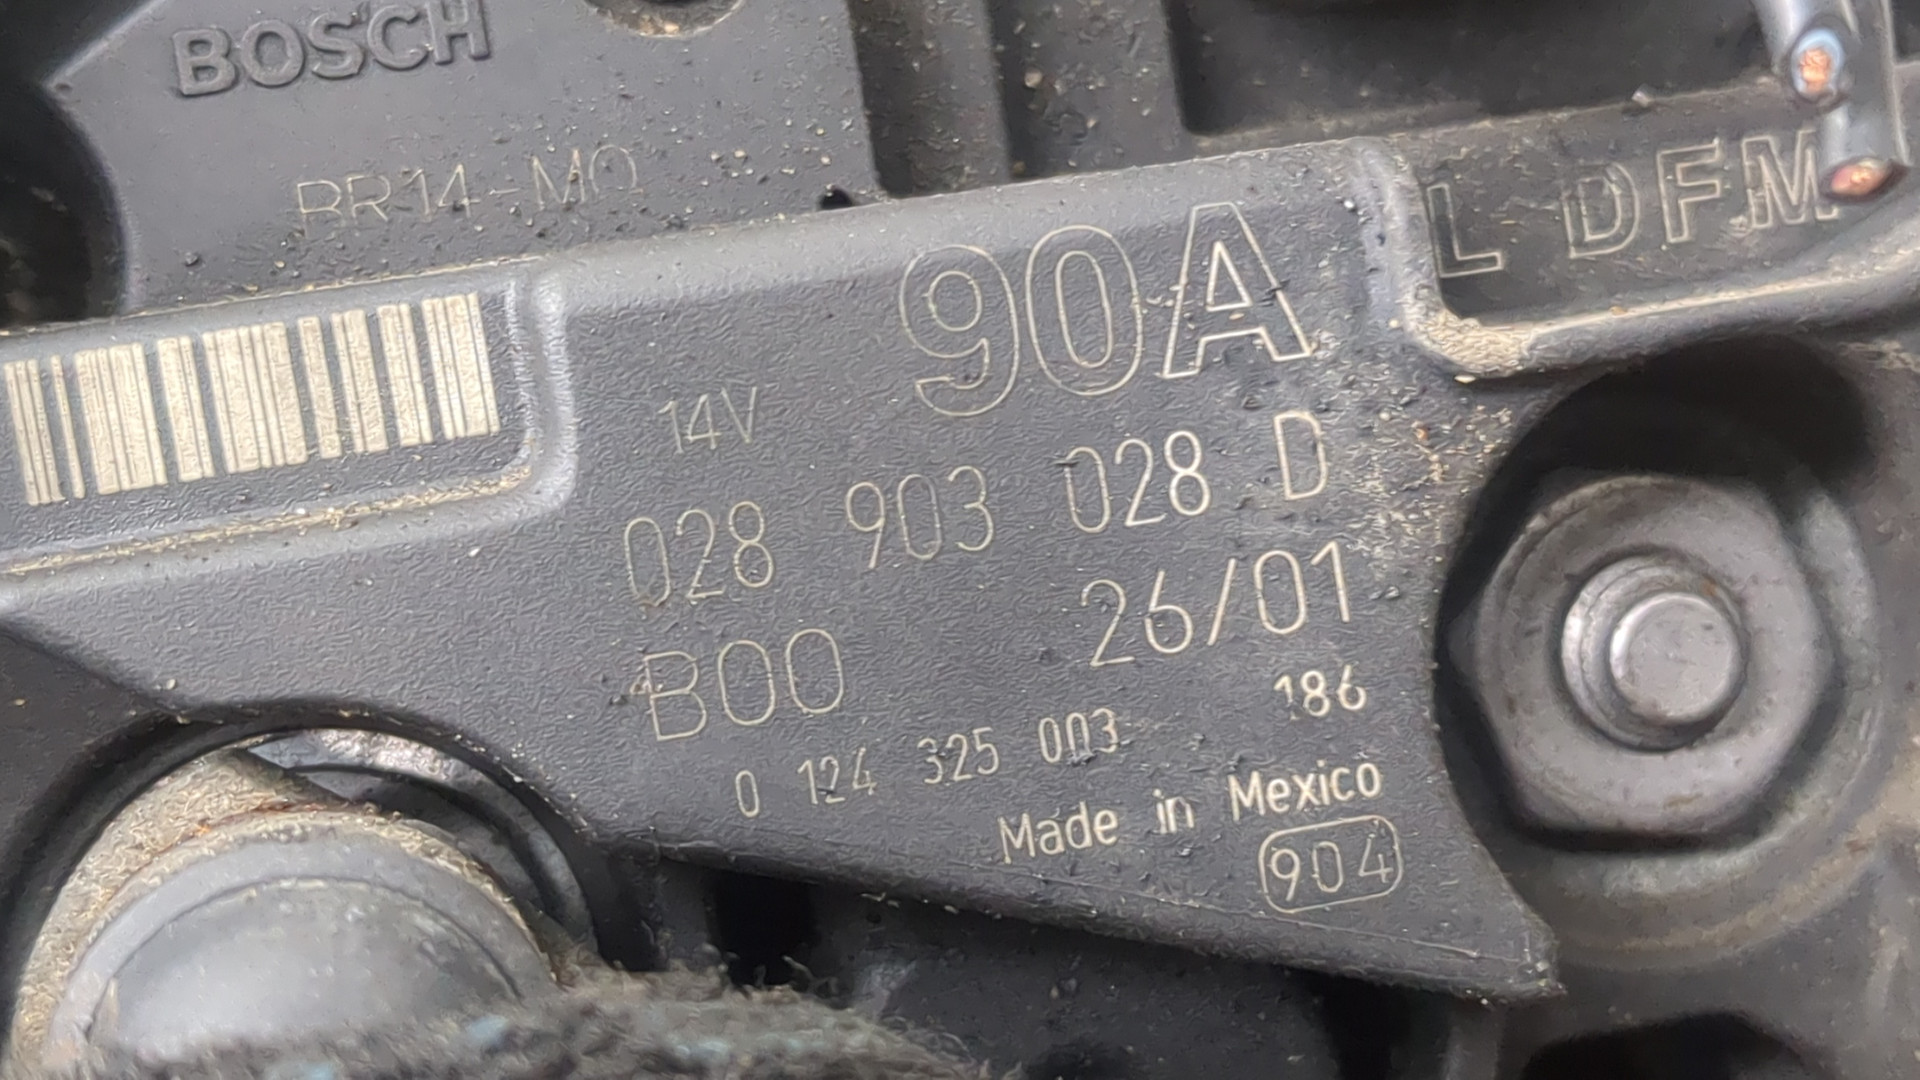 BOSCH
BR14-M0
L DFM
90A
14V
028 903 028 D
B00 26/01
186
0 124 325 003
Made in Mexico
904